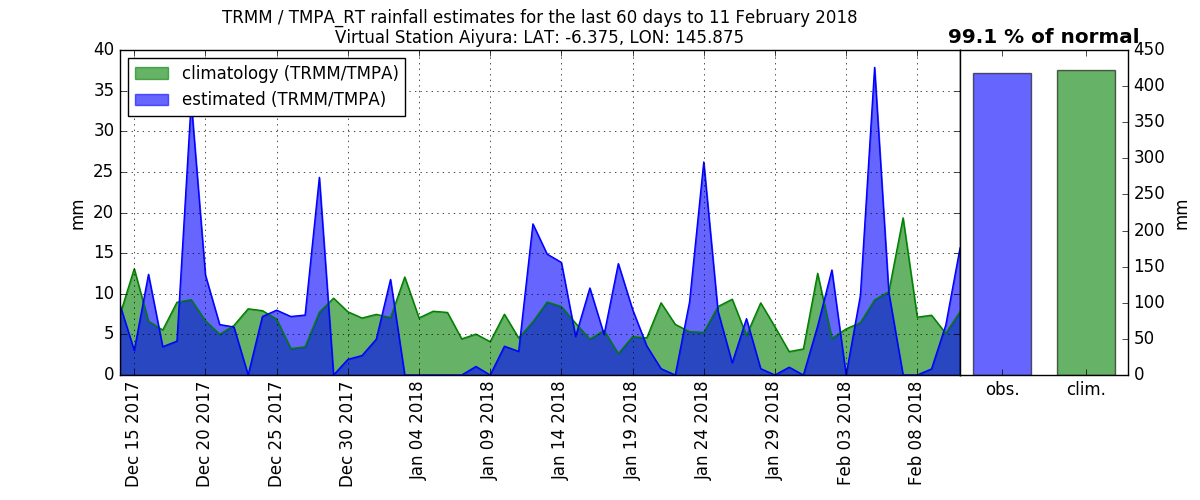 TRMM / TMPA_RT rainfall estimates for the last 60 days to 11 February 2018
Virtual Station Aiyura: LAT: -6.375, LON: 145.875
99.1 % of normal
climatology (TRMM/TMPA)
estimated (TRMM/TMPA)
40
35
30
25
20
15
10
5
0
mm
450
400
350
300
250
200
150
100
50
0
mm
Dec 15 2017
Dec 20 2017
Dec 25 2017
Dec 30 2017
Jan 04 2018
Jan 09 2018
Jan 14 2018
Jan 19 2018
Jan 24 2018
Jan 29 2018
Feb 03 2018
Feb 08 2018
obs.
clim.